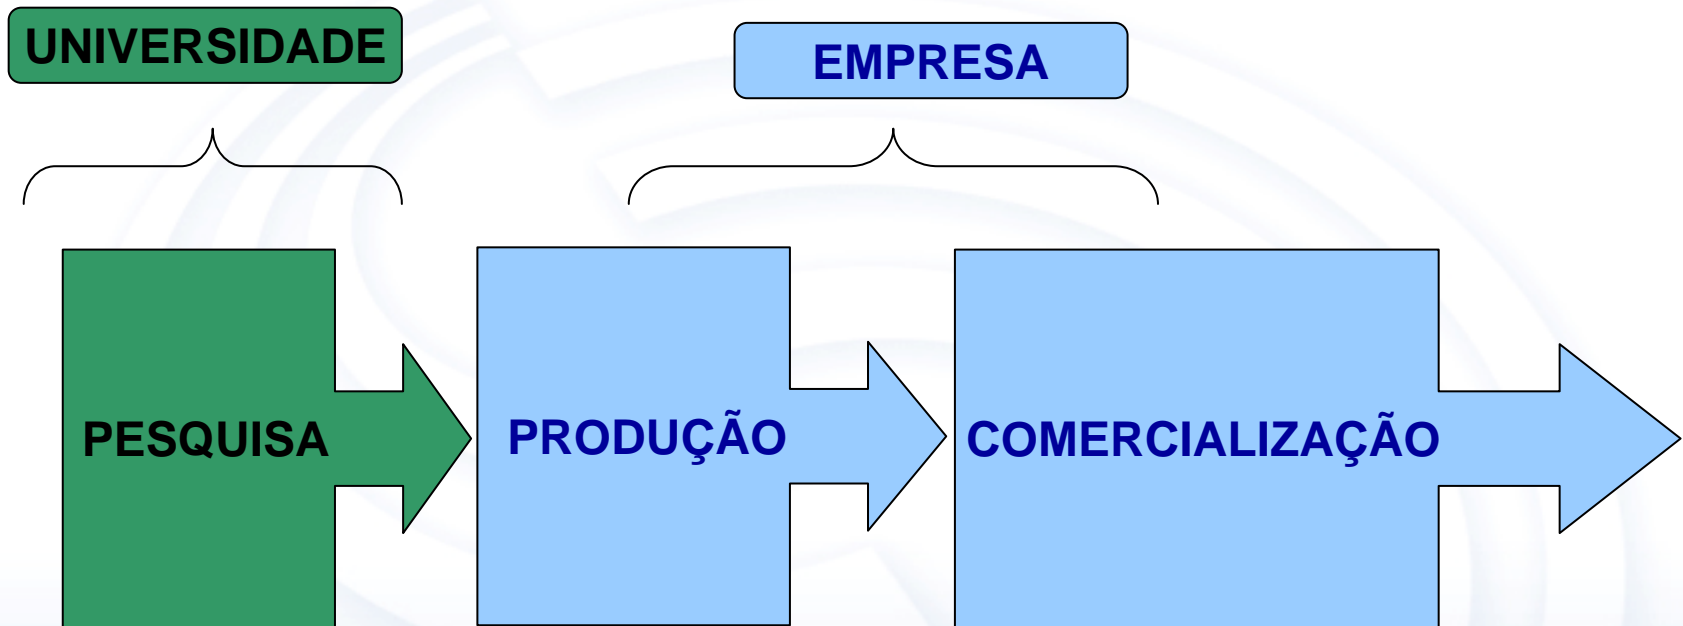 UNIVERSIDADE
EMPRESA
PESQUISA
PRODUÇÃO
COMERCIALIZAÇÃO